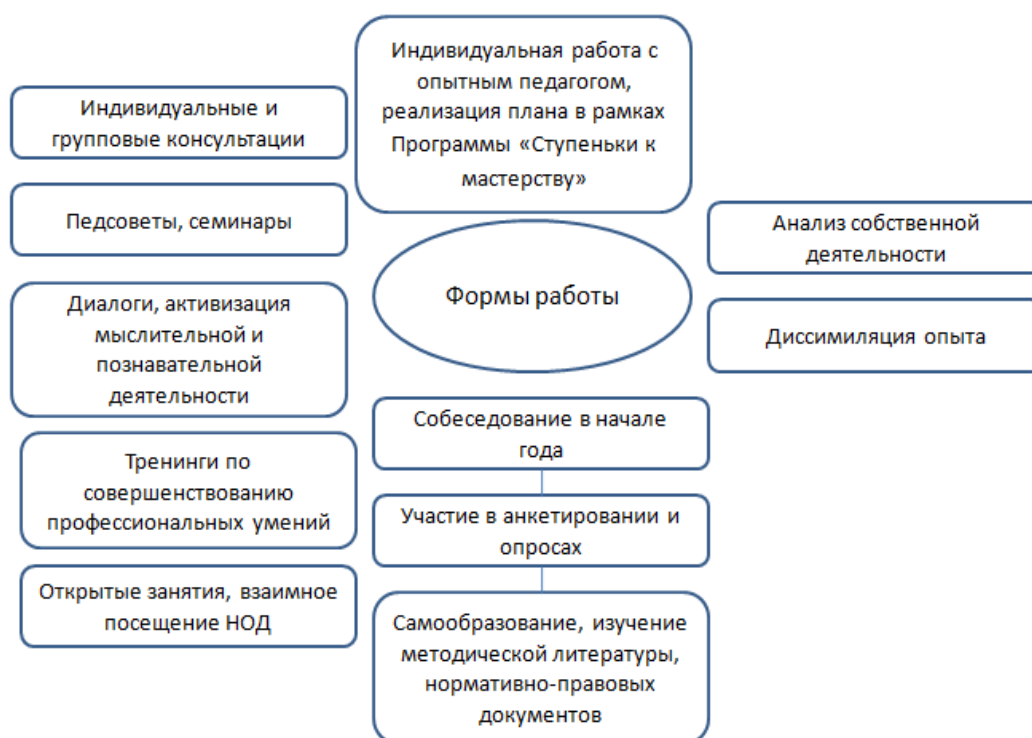 Индивидуальная работа с
опытным педагогом,
реализация плана в рамках
Программы «Ступеньки к
мастерству»
Индивидуальные и
групповые консультации
Педсоветы, семинары
Диалоги, активизация
мыслительной и
познавательной
деятельности
Тренинги по
совершенствованию
профессиональных умений
Открытые занятия, взаимное
посещение НОД
Формы работы
Собеседование в начале
года
Участие в анкетировании и
опросах
Самообразование, изучение
методической литературы,
нормативно-правовых
документов
Анализ собственной
деятельности
Диссимиляция опыта